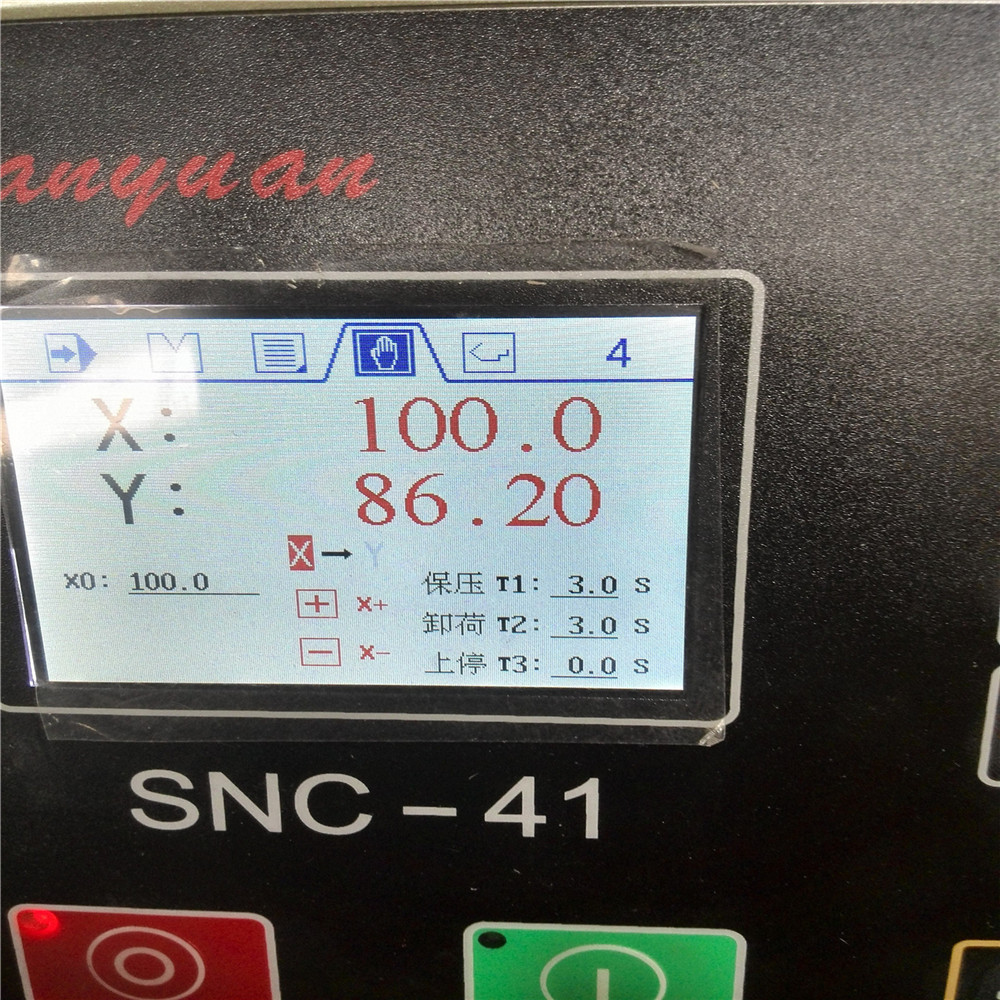 anyuan
4
X: 100.0
Y: 86.20
X → Y
X0: 100.0
保压 T1: 3.0 S
+ X+
卸荷 T2: 3.0 S
− X−
上停 T3: 0.0 S
SNC-41